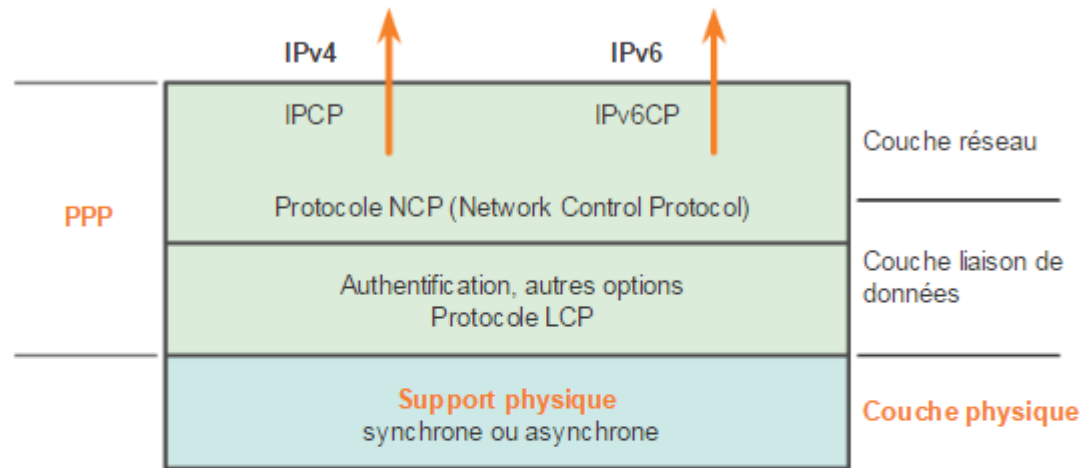 IPv4
IPv6
IPCP
IPv6CP
Couche réseau
PPP
Protocole NCP (Network Control Protocol)
Couche liaison de
données
Authentification, autres options
Protocole LCP
Support physique
synchrone ou asynchrone
Couche physique